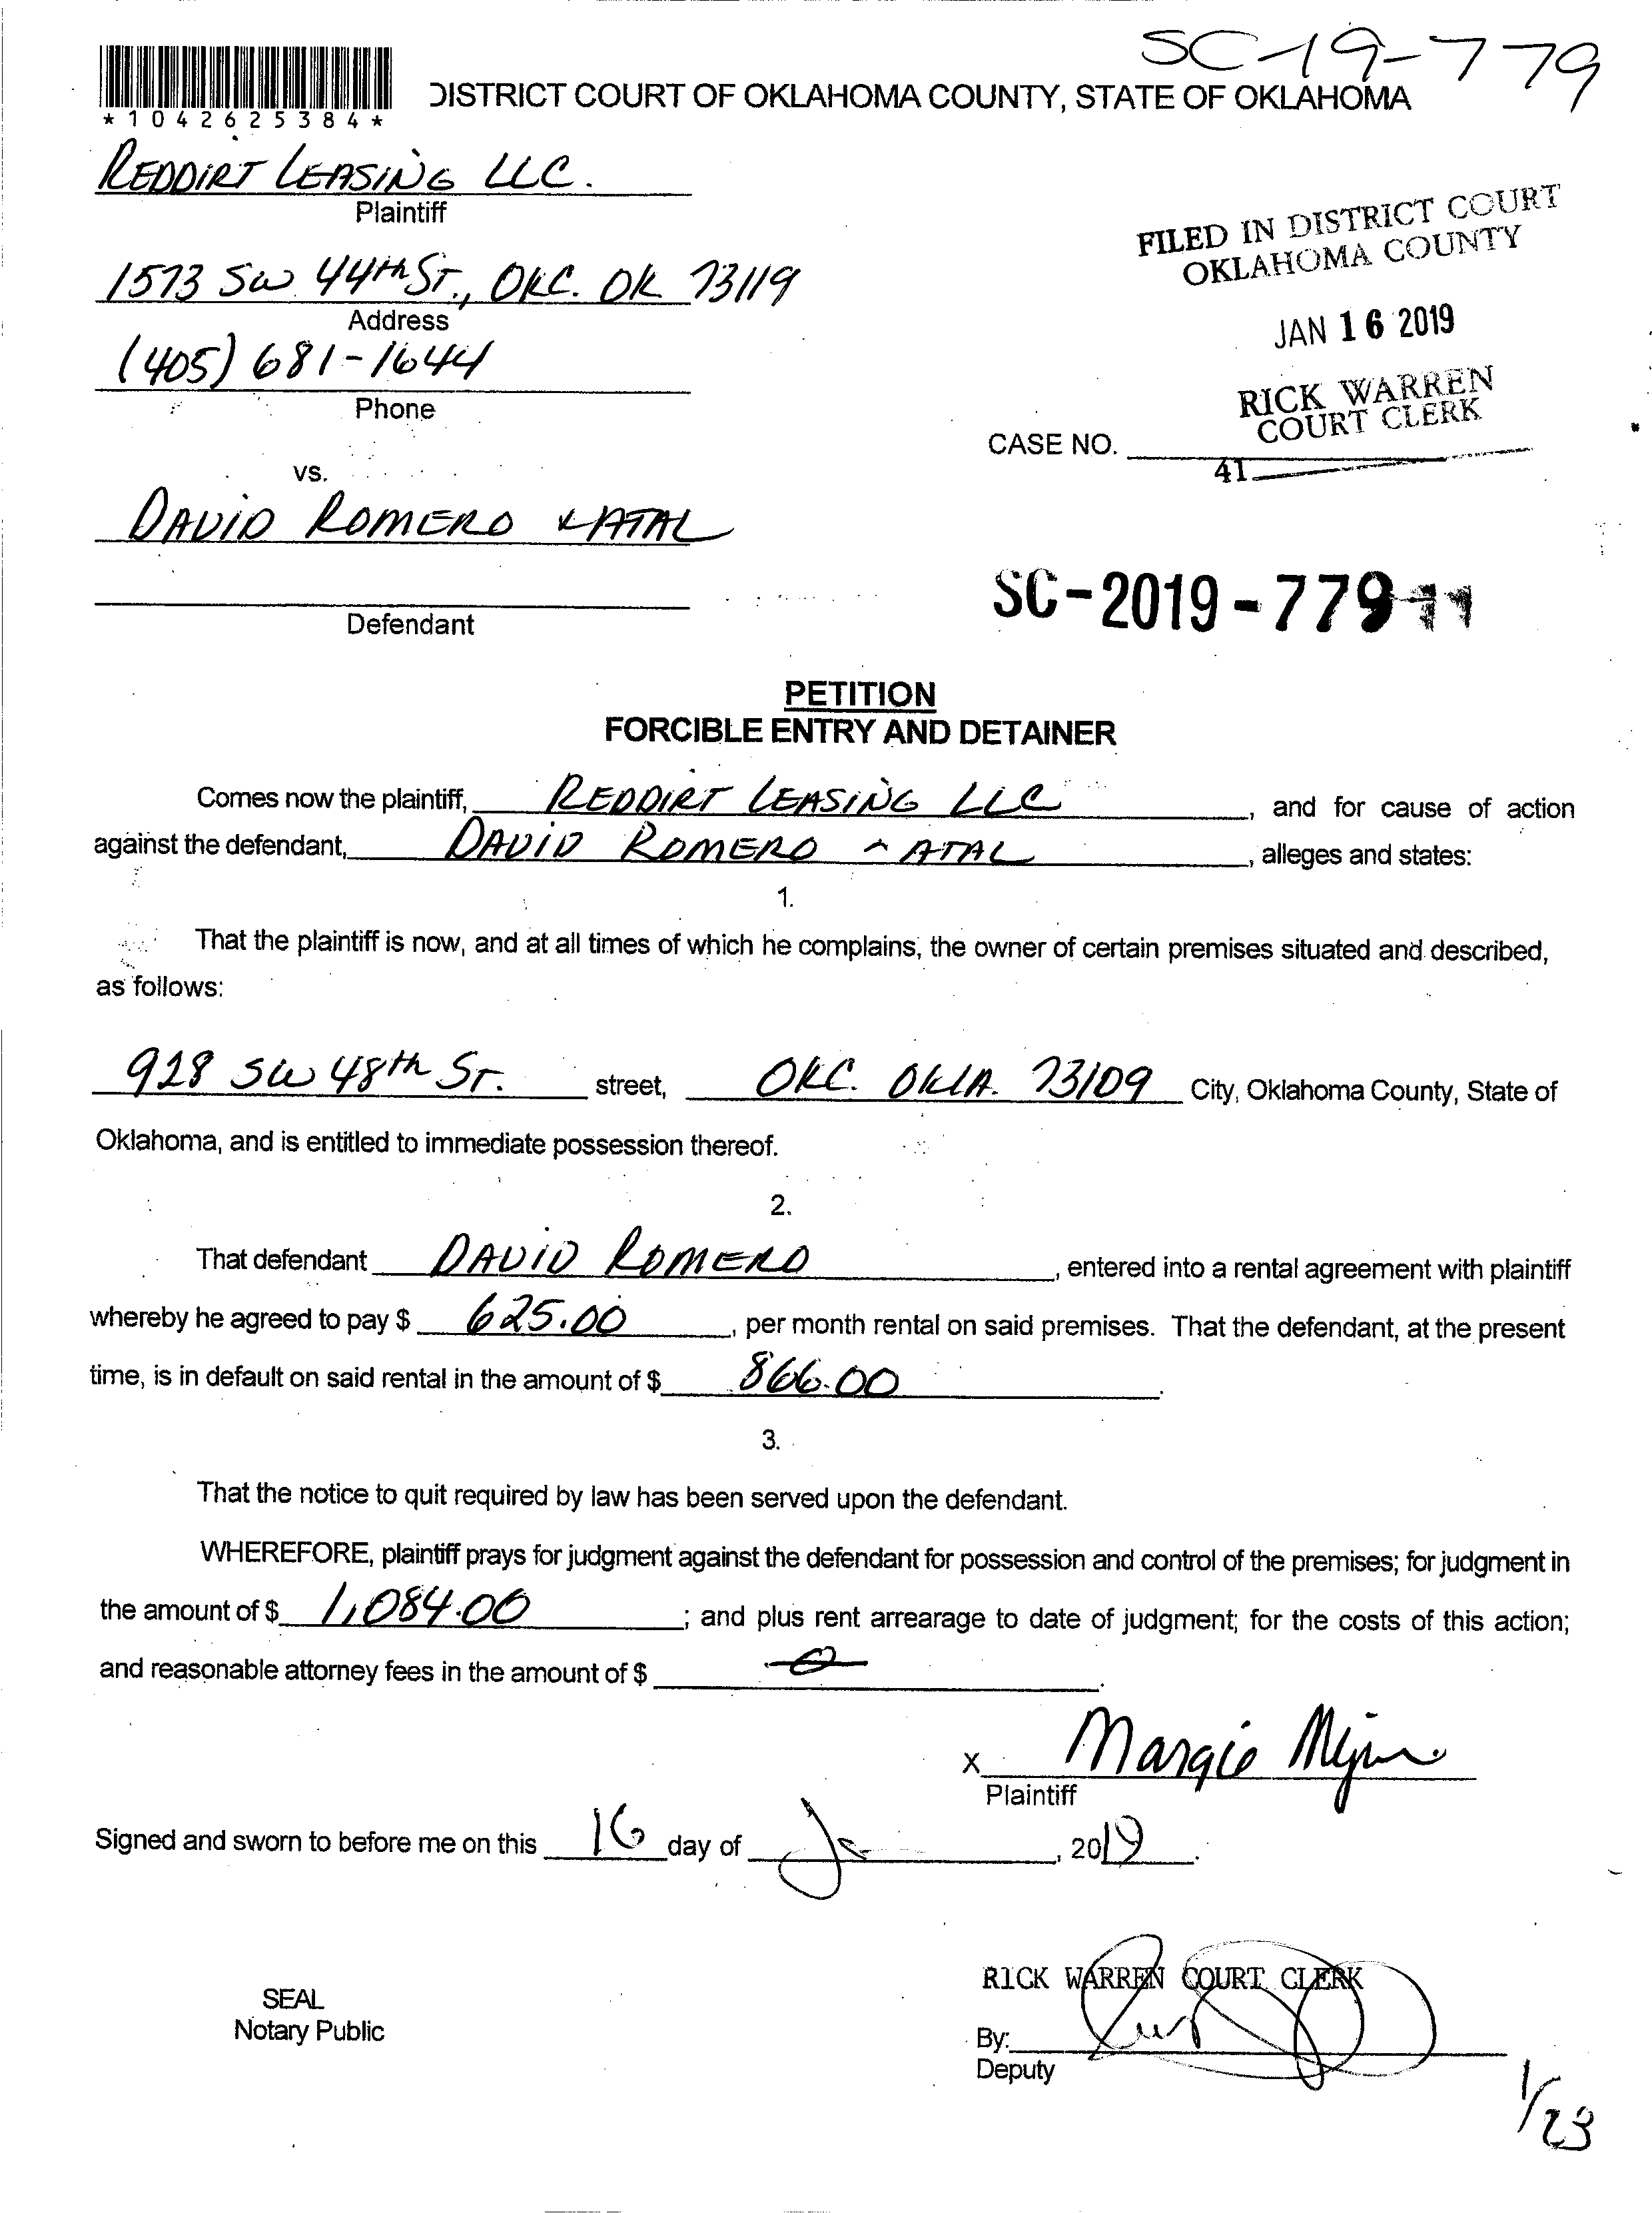 SC-19-779
*1042625384*
DISTRICT COURT OF OKLAHOMA COUNTY, STATE OF OKLAHOMA
REDDIRT LEASING LLC.
Plaintiff
FILED IN DISTRICT COURT
OKLAHOMA COUNTY
1573 SW 44th ST., OKC. OK 73119
Address
JAN 16 2019
(405) 681-1644
Phone
RICK WARREN
COURT CLERK
CASE NO.
41
vs.
DAVID ROMERO & ATAL
Defendant
SC-2019-779
PETITION
FORCIBLE ENTRY AND DETAINER
Comes now the plaintiff, REDDIRT LEASING LLC, and for cause of action
against the defendant, DAVID ROMERO ATAL, alleges and states:
1.
That the plaintiff is now, and at all times of which he complains, the owner of certain premises situated and described,
as follows:
928 SW 48th ST. street, OKC. OKLA. 73109 City, Oklahoma County, State of
Oklahoma, and is entitled to immediate possession thereof.
2.
That defendant DAVID ROMERO, entered into a rental agreement with plaintiff
whereby he agreed to pay $ 625.00, per month rental on said premises. That the defendant, at the present
time, is in default on said rental in the amount of $ 866.00.
3.
That the notice to quit required by law has been served upon the defendant.
WHEREFORE, plaintiff prays for judgment against the defendant for possession and control of the premises; for judgment in
the amount of $ 1,084.00; and plus rent arrearage to date of judgment; for the costs of this action;
and reasonable attorney fees in the amount of $ 0.
X Margie
Plaintiff
Signed and sworn to before me on this 16 day of Ja, 2019.
RICK WARREN COURT CLERK
SEAL
Notary Public
By:
Deputy
1/23